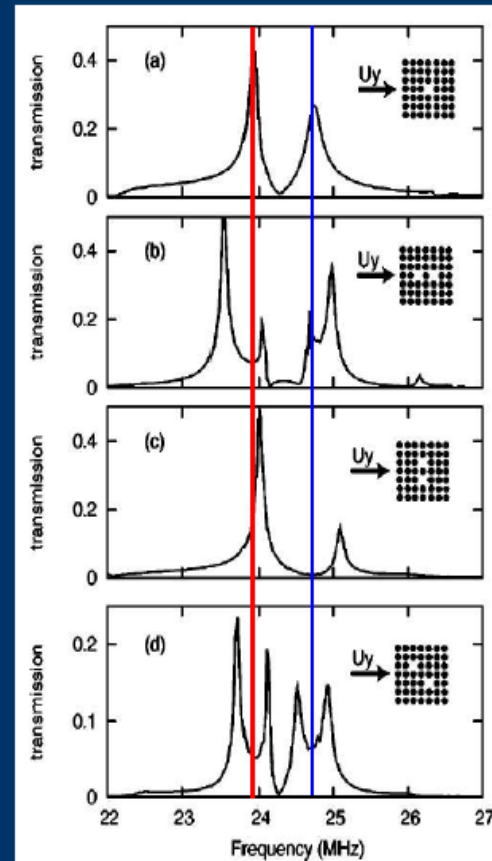 0.4
(a)
Uy
transmission
0.2
0
(b)
Uy
0.4
transmission
0.2
0
(c)
Uy
0.4
transmission
0.2
0
(d)
Uy
0.2
transmission
0.1
0
22 23 24 25 26 27
Frequency (MHz)